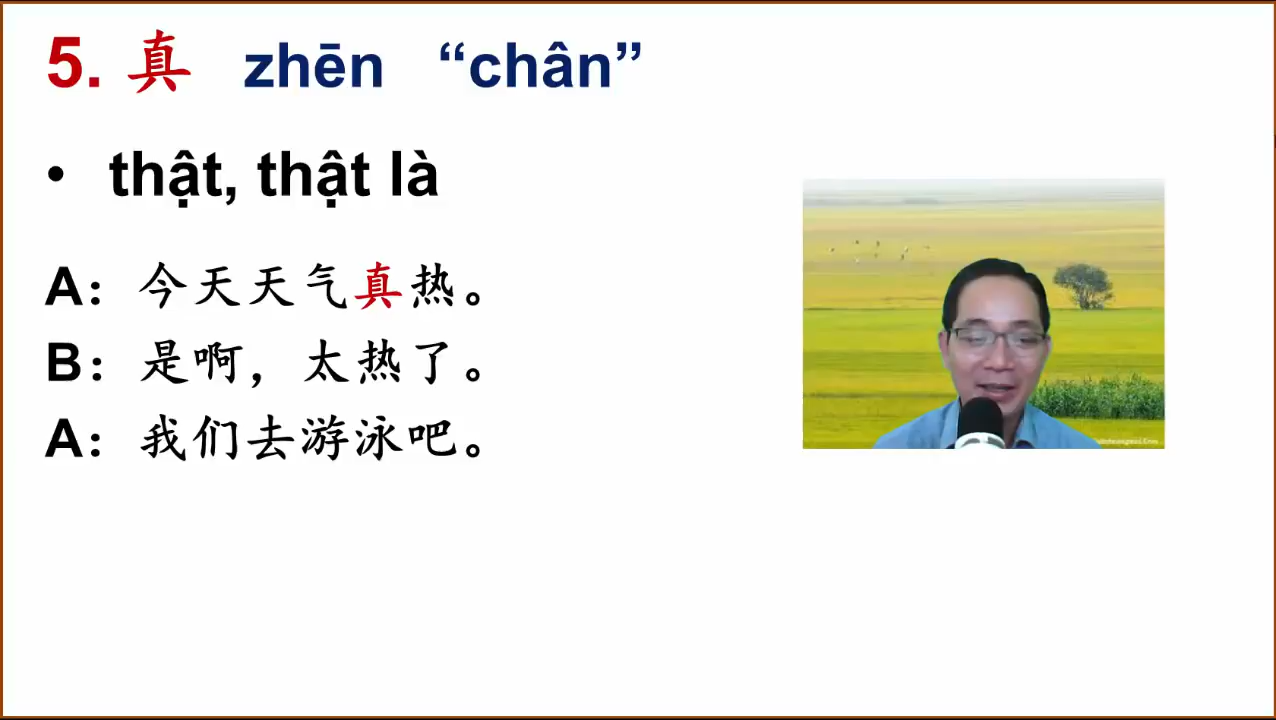 5. 真 zhēn “chân”
• thật, thật là
A：今天天气真热。
B：是啊，太热了。
A：我们去游泳吧。